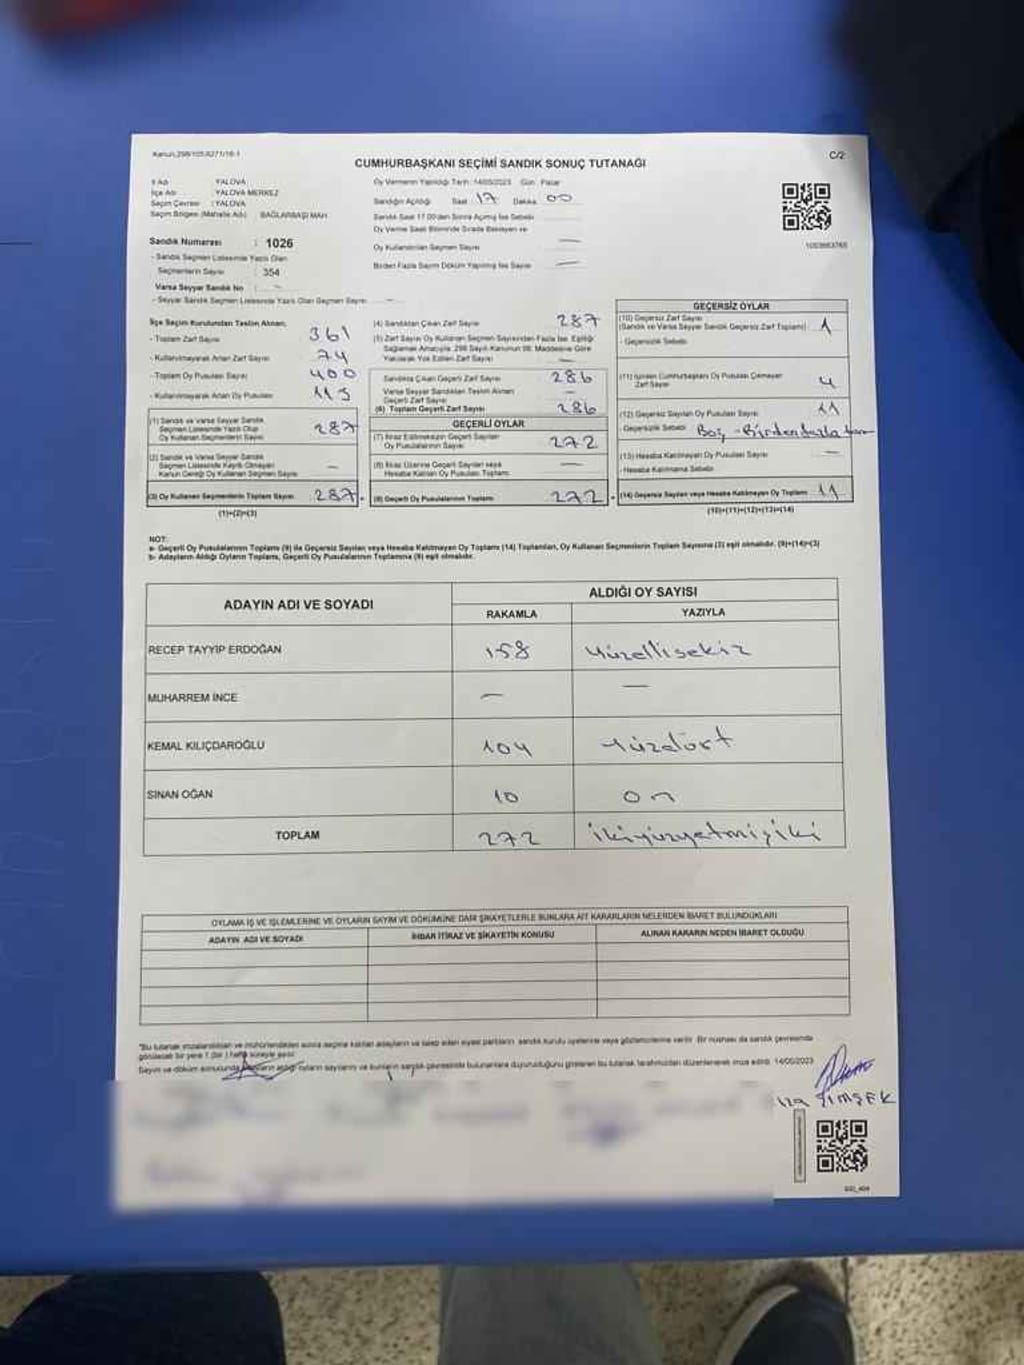 Kanun,298/105,6271/16-1
C/2
CUMHURBAŞKANI SEÇİMİ SANDIK SONUÇ TUTANAĞI
İl Adı : YALOVA
İlçe Adı : YALOVA MERKEZ
Seçim Çevresi : YALOVA
Seçim Bölgesi (Mahalle Adı) : BAĞLARBAŞI MAH.
Sandık Numarası : 1026
- Sandık Seçmen Listesinde Yazılı Olan
Seçmenlerin Sayısı : 354
Varsa Seyyar Sandık No : -
- Seyyar Sandık Seçmen Listesinde Yazılı Olan Seçmen Sayısı : -
Oy Vermenin Yapıldığı Tarih : 14/05/2023 Gün : Pazar
Sandığın Açıldığı Saat 17 Dakika 00
Sandık Saat 17.00'den Sonra Açılmış İse Sebebi
Oy Verme Saati Bitiminde Sırada Bekleyen ve
Oy Kullandırılan Seçmen Sayısı —
Birden Fazla Sayım Döküm Yapılmış İse Sayısı —
1053663765
İlçe Seçim Kurulundan Teslim Alınan;
- Toplam Zarf Sayısı 361
- Kullanılmayarak Artan Zarf Sayısı 74
- Toplam Oy Pusulası Sayısı 400
- Kullanılmayarak Artan Oy Pusulası 113
(1) Sandık ve Varsa Seyyar Sandık
Seçmen Listesinde Yazılı Olup
Oy Kullanan Seçmenlerin Sayısı 287
(2) Sandık ve Varsa Seyyar Sandık
Seçmen Listesinde Kayıtlı Olmayan
Kanun Gereği Oy Kullanan Seçmen Sayısı —
(3) Oy Kullanan Seçmenlerin Toplam Sayısı 287
(1)+(2)=(3)
(4) Sandıktan Çıkan Zarf Sayısı 287
(5) Zarf Sayısı Oy Kullanan Seçmen Sayısından Fazla İse, Eşitliği
Sağlamak Amacıyla, 298 Sayılı Kanunun 98. Maddesine Göre
Yakılarak Yok Edilen Zarf Sayısı —
Sandıkta Çıkan Geçerli Zarf Sayısı 286
Varsa Seyyar Sandıktan Teslim Alınan
Geçerli Zarf Sayısı —
(6) Toplam Geçerli Zarf Sayısı 286
GEÇERLİ OYLAR
(7) İtiraz Edilmeksizin Geçerli Sayılan
Oy Pusulalarının Sayısı 272
(8) İtiraz Üzerine Geçerli Sayılan veya
Hesaba Katılan Oy Pusulası Toplamı —
(9) Geçerli Oy Pusulalarının Toplamı 272
GEÇERSİZ OYLAR
(10) Geçersiz Zarf Sayısı
(Sandık ve Varsa Seyyar Sandık Geçersiz Zarf Toplamı) 1
- Geçersizlik Sebebi
(11) İçinden Cumhurbaşkanı Oy Pusulası Çıkmayan
Zarf Sayısı 4
(12) Geçersiz Sayılan Oy Pusulası Sayısı 11
- Geçersizlik Sebebi Boş - Birden fazla
(13) Hesaba Katılmayan Oy Pusulası Sayısı —
- Hesaba Katılmama Sebebi
(14) Geçersiz Sayılan veya Hesaba Katılmayan Oy Toplamı 11
(10)+(11)+(12)+(13)=(14)
NOT:
a- Geçerli Oy Pusulalarının Toplamı (9) ile Geçersiz Sayılan veya Hesaba Katılmayan Oy Toplamı (14) Toplamları, Oy Kullanan Seçmenlerin Toplam Sayısına (3) eşit olmalıdır. (9)+(14)=(3)
b- Adayların Aldığı Oyların Toplamı, Geçerli Oy Pusulalarının Toplamına (9) eşit olmalıdır.
ADAYIN ADI VE SOYADI ALDIĞI OY SAYISI
RAKAMLA YAZIYLA
RECEP TAYYİP ERDOĞAN 158 Yüzellisekiz
MUHARREM İNCE — —
KEMAL KILIÇDAROĞLU 104 Yüzdört
SİNAN OĞAN 10 on
TOPLAM 272 ikiyüzyetmişiki
OYLAMA İŞ VE İŞLEMLERİNE VE OYLARIN SAYIM VE DÖKÜMÜNE DAİR ŞİKAYETLERLE BUNLARA AİT KARARLARIN NELERDEN İBARET BULUNDUKLARI
ADAYIN ADI VE SOYADI İHBAR İTİRAZ VE ŞİKAYETİN KONUSU ALINAN KARARIN NEDEN İBARET OLDUĞU
"Bu tutanak imzalandıktan ve mühürlendikten sonra seçime katılan adayların ve talep eden siyasi partilerin sandık kurulu üyelerine veya gözlemcilerine verilir. Bir nüshası da sandık çevresinde
görülecek bir yere 1 (bir) hafta süreyle asılır.
Sayım ve döküm sonucunda adayların aldığı oyların sayılarını ve bunların sandık çevresinde bulunanlara duyurulduğunu gösteren bu tutanak tarafımızdan düzenlenerek imza edildi. 14/05/2023
ŞİMŞEK